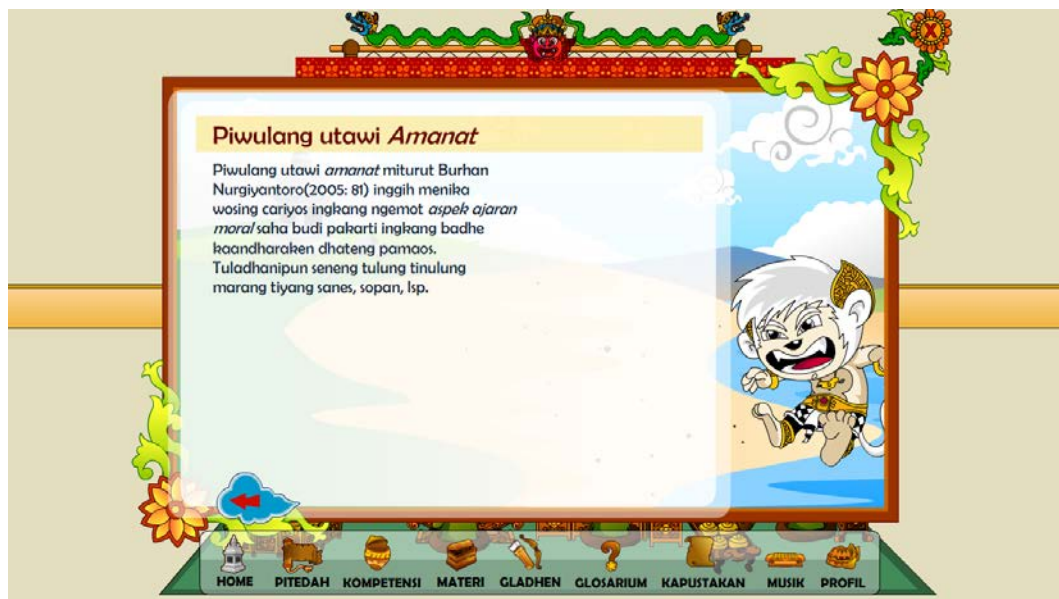 X
Piwulang utawi Amanat
Piwulang utawi amanat miturut Burhan
Nurgiyantoro(2005: 81) inggih menika
wosing cariyos ingkang ngemot aspek ajaran
moral saha budi pakarti ingkang badhe
kaandharaken dhateng pamaos.
Tuladhanipun seneng tulung tinulung
marang tiyang sanes, sopan, lsp.
HOME PITEDAH KOMPETENSI MATERI GLADHEN GLOSARIUM KAPUSTAKAN MUSIK PROFIL